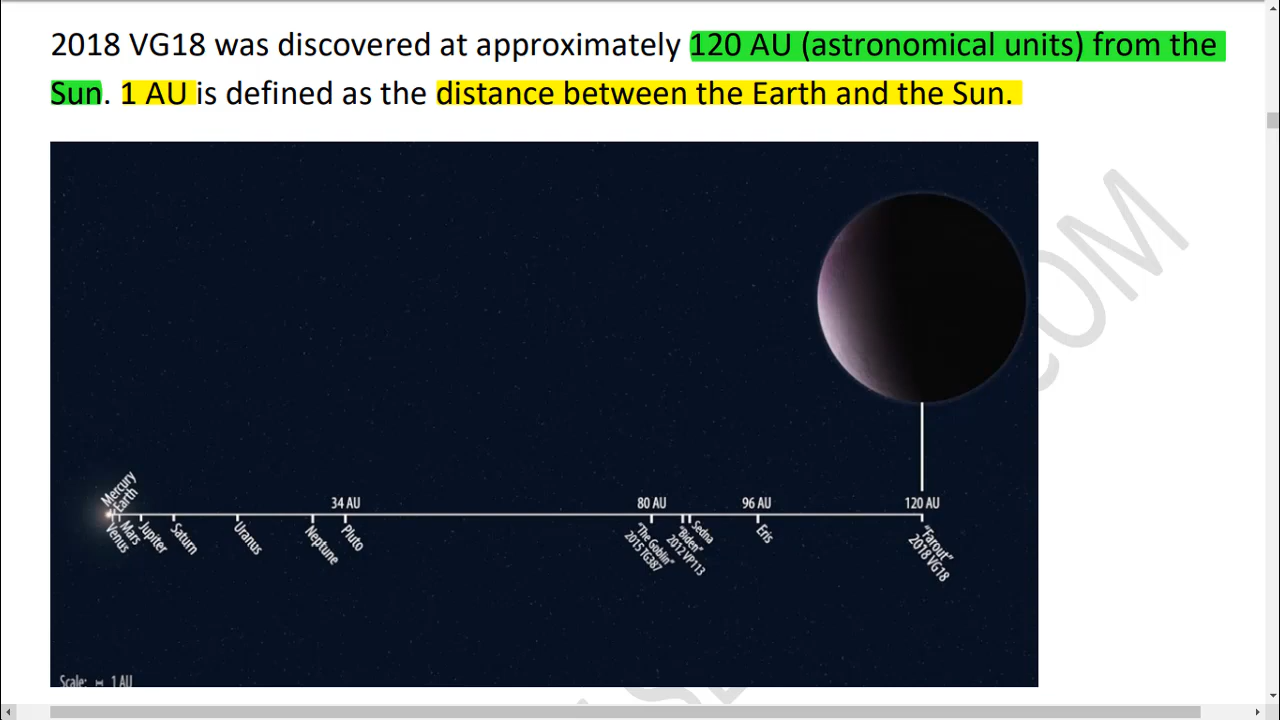 2018 VG18 was discovered at approximately 120 AU (astronomical units) from the
Sun. 1 AU is defined as the distance between the Earth and the Sun.
Mercury
Earth
34 AU
80 AU
96 AU
120 AU
Venus
Mars
Jupiter
Saturn
Uranus
Neptune
Pluto
"The Goblin"
2015 TG387
"Biden"
2012 VP113
Sedna
Eris
"Farout"
2018 VG18
Scale: 1 AU
.COM